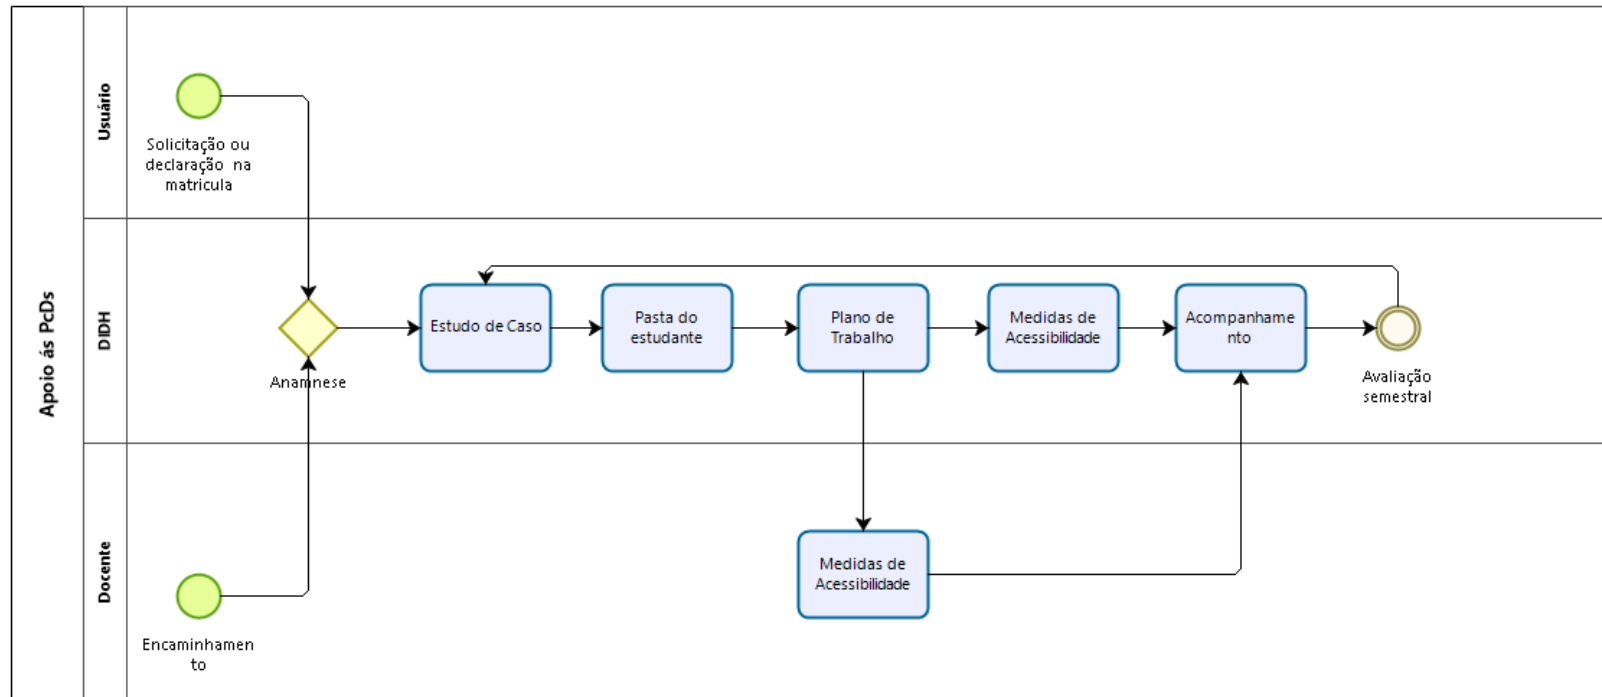 Apoio ás PcDs
Usuário
Solicitação ou
declaração na
matricula
DIDH
Anamnese
Estudo de Caso
Pasta do
estudante
Plano de
Trabalho
Medidas de
Acessibilidade
Acompanhame
nto
Avaliação
semestral
Docente
Encaminhamen
to
Medidas de
Acessibilidade